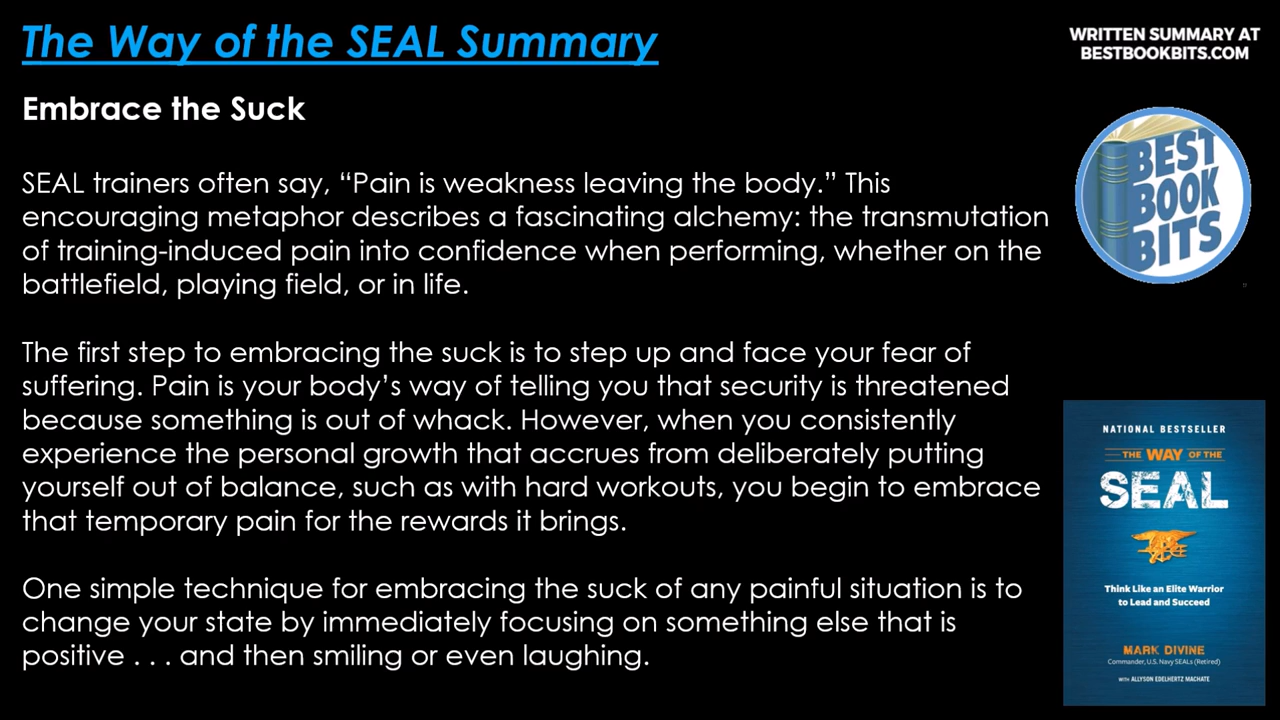 The Way of the SEAL Summary
WRITTEN SUMMARY AT
BESTBOOKBITS.COM
Embrace the Suck
SEAL trainers often say, “Pain is weakness leaving the body.” This
encouraging metaphor describes a fascinating alchemy: the transmutation
of training-induced pain into confidence when performing, whether on the
battlefield, playing field, or in life.
The first step to embracing the suck is to step up and face your fear of
suffering. Pain is your body’s way of telling you that security is threatened
because something is out of whack. However, when you consistently
experience the personal growth that accrues from deliberately putting
yourself out of balance, such as with hard workouts, you begin to embrace
that temporary pain for the rewards it brings.
One simple technique for embracing the suck of any painful situation is to
change your state by immediately focusing on something else that is
positive . . . and then smiling or even laughing.
BEST
BOOK
BITS
NATIONAL BESTSELLER
THE WAY OF THE
SEAL
Think Like an Elite Warrior
to Lead and Succeed
MARK DIVINE
Commander, U.S. Navy SEALs (Retired)
WITH ALLYSON EDELHERTZ MACHATE